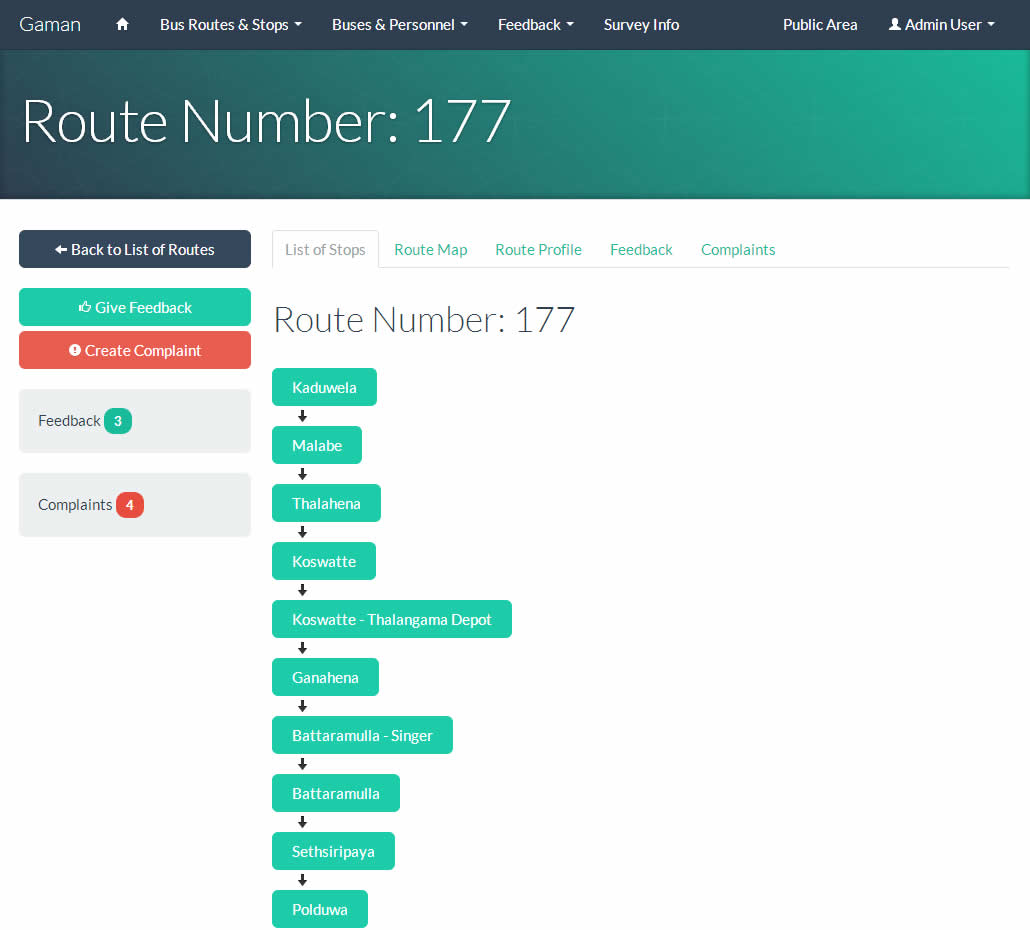 Gaman Bus Routes & Stops Buses & Personnel Feedback Survey Info Public Area Admin User
Route Number: 177
Back to List of Routes
Give Feedback
Create Complaint
Feedback 3
Complaints 4
List of Stops Route Map Route Profile Feedback Complaints
Route Number: 177
Kaduwela
Malabe
Thalahena
Koswatte
Koswatte - Thalangama Depot
Ganahena
Battaramulla - Singer
Battaramulla
Sethsiripaya
Polduwa